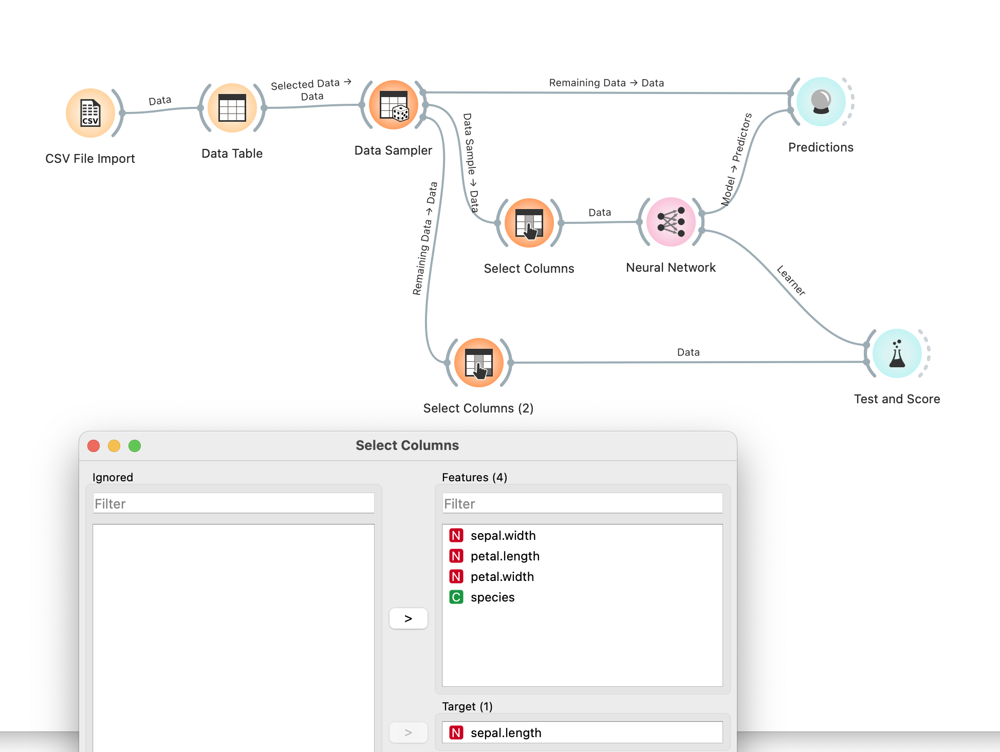 Data
Selected Data →
Data
Remaining Data → Data
CSV
CSV File Import
Data Table
Data Sampler
Predictions
Data Sample → Data
Model → Predictors
Remaining Data → Data
Data
Select Columns
Neural Network
Learner
Data
Select Columns (2)
Test and Score
Select Columns
Ignored
Features (4)
Filter
Filter
N sepal.width
N petal.length
N petal.width
C species
>
Target (1)
>
N sepal.length